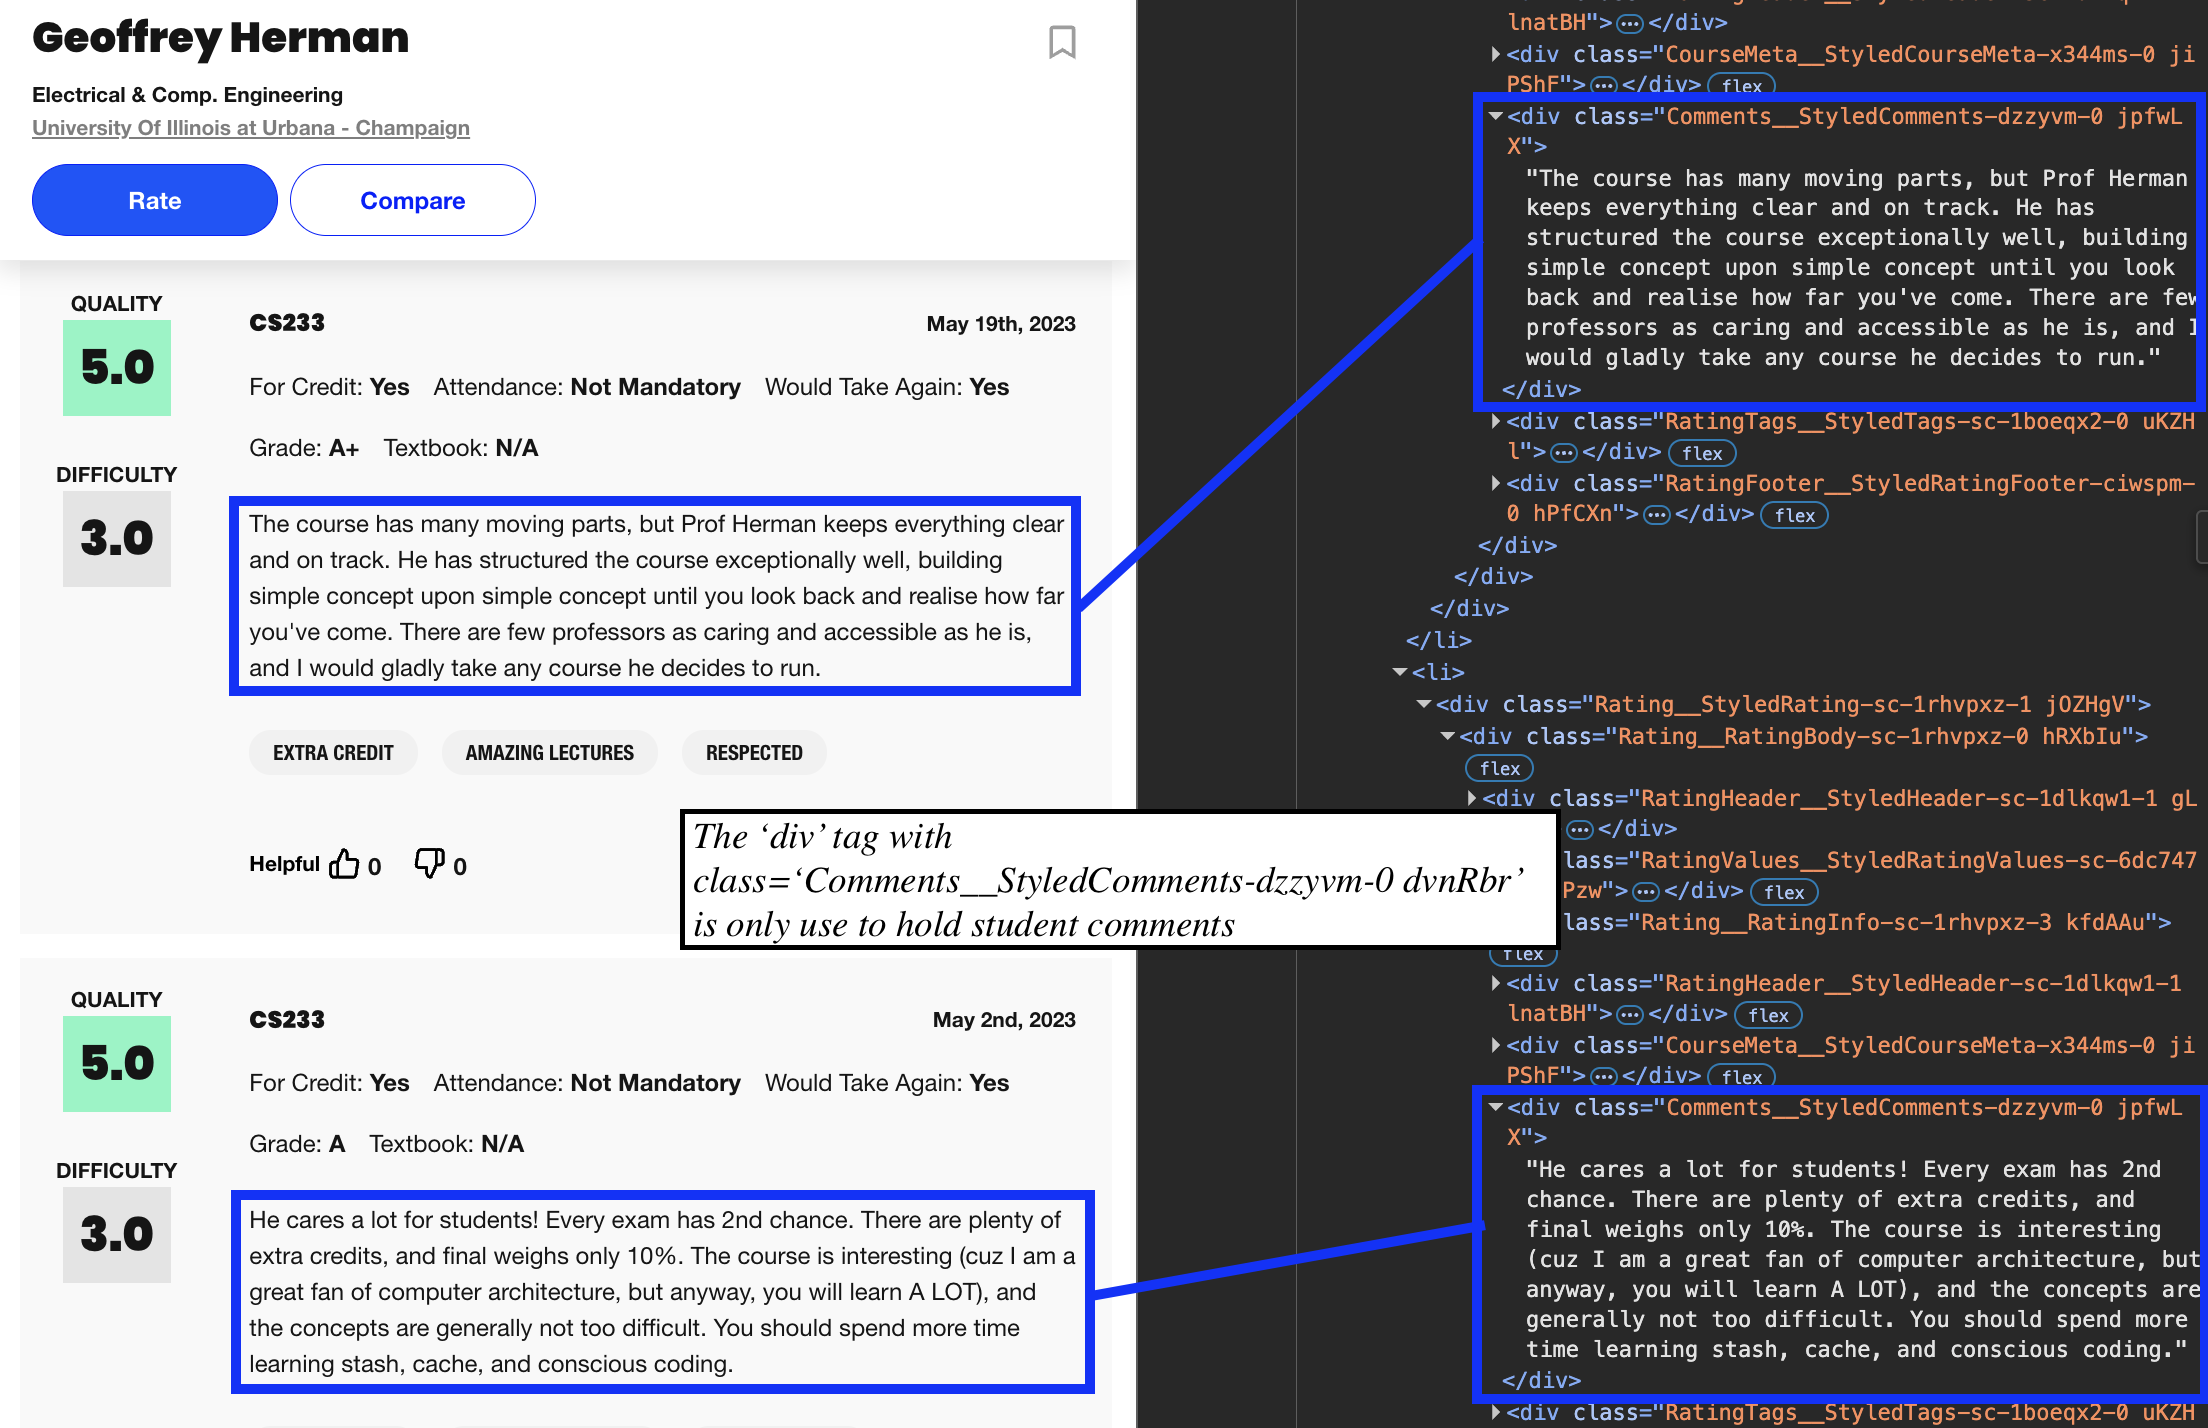 Geoffrey Herman
Electrical & Comp. Engineering
University Of Illinois at Urbana - Champaign
Rate
Compare
QUALITY
5.0
DIFFICULTY
3.0
CS233
May 19th, 2023
For Credit: Yes Attendance: Not Mandatory Would Take Again: Yes
Grade: A+ Textbook: N/A
The course has many moving parts, but Prof Herman keeps everything clear
and on track. He has structured the course exceptionally well, building
simple concept upon simple concept until you look back and realise how far
you've come. There are few professors as caring and accessible as he is,
and I would gladly take any course he decides to run.
EXTRA CREDIT
AMAZING LECTURES
RESPECTED
Helpful 0 0
QUALITY
5.0
DIFFICULTY
3.0
CS233
May 2nd, 2023
For Credit: Yes Attendance: Not Mandatory Would Take Again: Yes
Grade: A Textbook: N/A
He cares a lot for students! Every exam has 2nd chance. There are plenty of
extra credits, and final weighs only 10%. The course is interesting (cuz I am a
great fan of computer architecture, but anyway, you will learn A LOT), and
the concepts are generally not too difficult. You should spend more time
learning stash, cache, and conscious coding.
The ‘div’ tag with
class=‘Comments__StyledComments-dzzyvm-0 dvnRbr’
is only use to hold student comments
lnatBH">…</div>
<div class="CourseMeta__StyledCourseMeta-x344ms-0 ji
PShF">…</div> flex
<div class="Comments__StyledComments-dzzyvm-0 jpfwL
X">
"The course has many moving parts, but Prof Herman
keeps everything clear and on track. He has
structured the course exceptionally well, building
simple concept upon simple concept until you look
back and realise how far you've come. There are few
professors as caring and accessible as he is, and I
would gladly take any course he decides to run."
</div>
<div class="RatingTags__StyledTags-sc-1boeqx2-0 uKZH
l">…</div> flex
<div class="RatingFooter__StyledRatingFooter-ciwspm-
0 hPfCXn">…</div> flex
</div>
</div>
</div>
</li>
<li>
<div class="Rating__StyledRating-sc-1rhvpxz-1 jOZHgV">
<div class="Rating__RatingBody-sc-1rhvpxz-0 hRXbIu">
flex
<div class="RatingHeader__StyledHeader-sc-1dlkqw1-1 gL
…</div>
lass="RatingValues__StyledRatingValues-sc-6dc747
Pzw">…</div> flex
lass="Rating__RatingInfo-sc-1rhvpxz-3 kfdAAu">
flex
<div class="RatingHeader__StyledHeader-sc-1dlkqw1-1
lnatBH">…</div> flex
<div class="CourseMeta__StyledCourseMeta-x344ms-0 ji
PShF">…</div> flex
<div class="Comments__StyledComments-dzzyvm-0 jpfwL
X">
"He cares a lot for students! Every exam has 2nd
chance. There are plenty of extra credits, and
final weighs only 10%. The course is interesting
(cuz I am a great fan of computer architecture, but
anyway, you will learn A LOT), and the concepts are
generally not too difficult. You should spend more
time learning stash, cache, and conscious coding."
</div>
<div class="RatingTags__StyledTags-sc-1boeqx2-0 uKZH